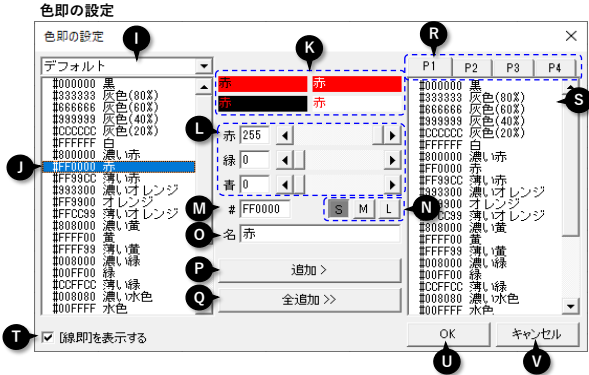 色即の設定
色即の設定
I
K
R
デフォルト
P1 P2 P3 P4
#000000 黒
#333333 灰色(80%)
#666666 灰色(60%)
#999999 灰色(40%)
#CCCCCC 灰色(20%)
#FFFFFF 白
#800000 濃い赤
#FF0000 赤
#FF99CC 薄い赤
#993300 濃いオレンジ
#FF9900 オレンジ
#FFCC99 薄いオレンジ
#808000 濃い黄
#FFFF00 黄
#FFFF99 薄い黄
#008000 濃い緑
#00FF00 緑
#CCFFCC 薄い緑
#008080 濃い水色
#00FFFF 水色
J
赤 赤
赤 赤
L
赤 255
緑 0
青 0
M
# FF0000
S M L
N
O
名 赤
P
追加 >
Q
全追加 >>
#000000 黒
#333333 灰色(80%)
#666666 灰色(60%)
#999999 灰色(40%)
#CCCCCC 灰色(20%)
#FFFFFF 白
#800000 濃い赤
#FF0000 赤
#FF99CC 薄い赤
#993300 濃いオレンジ
#FF9900 オレンジ
#FFCC99 薄いオレンジ
#808000 濃い黄
#FFFF00 黄
#FFFF99 薄い黄
#008000 濃い緑
#00FF00 緑
#CCFFCC 薄い緑
#008080 濃い水色
#00FFFF 水色
S
T
[線即]を表示する
OK キャンセル
U
V